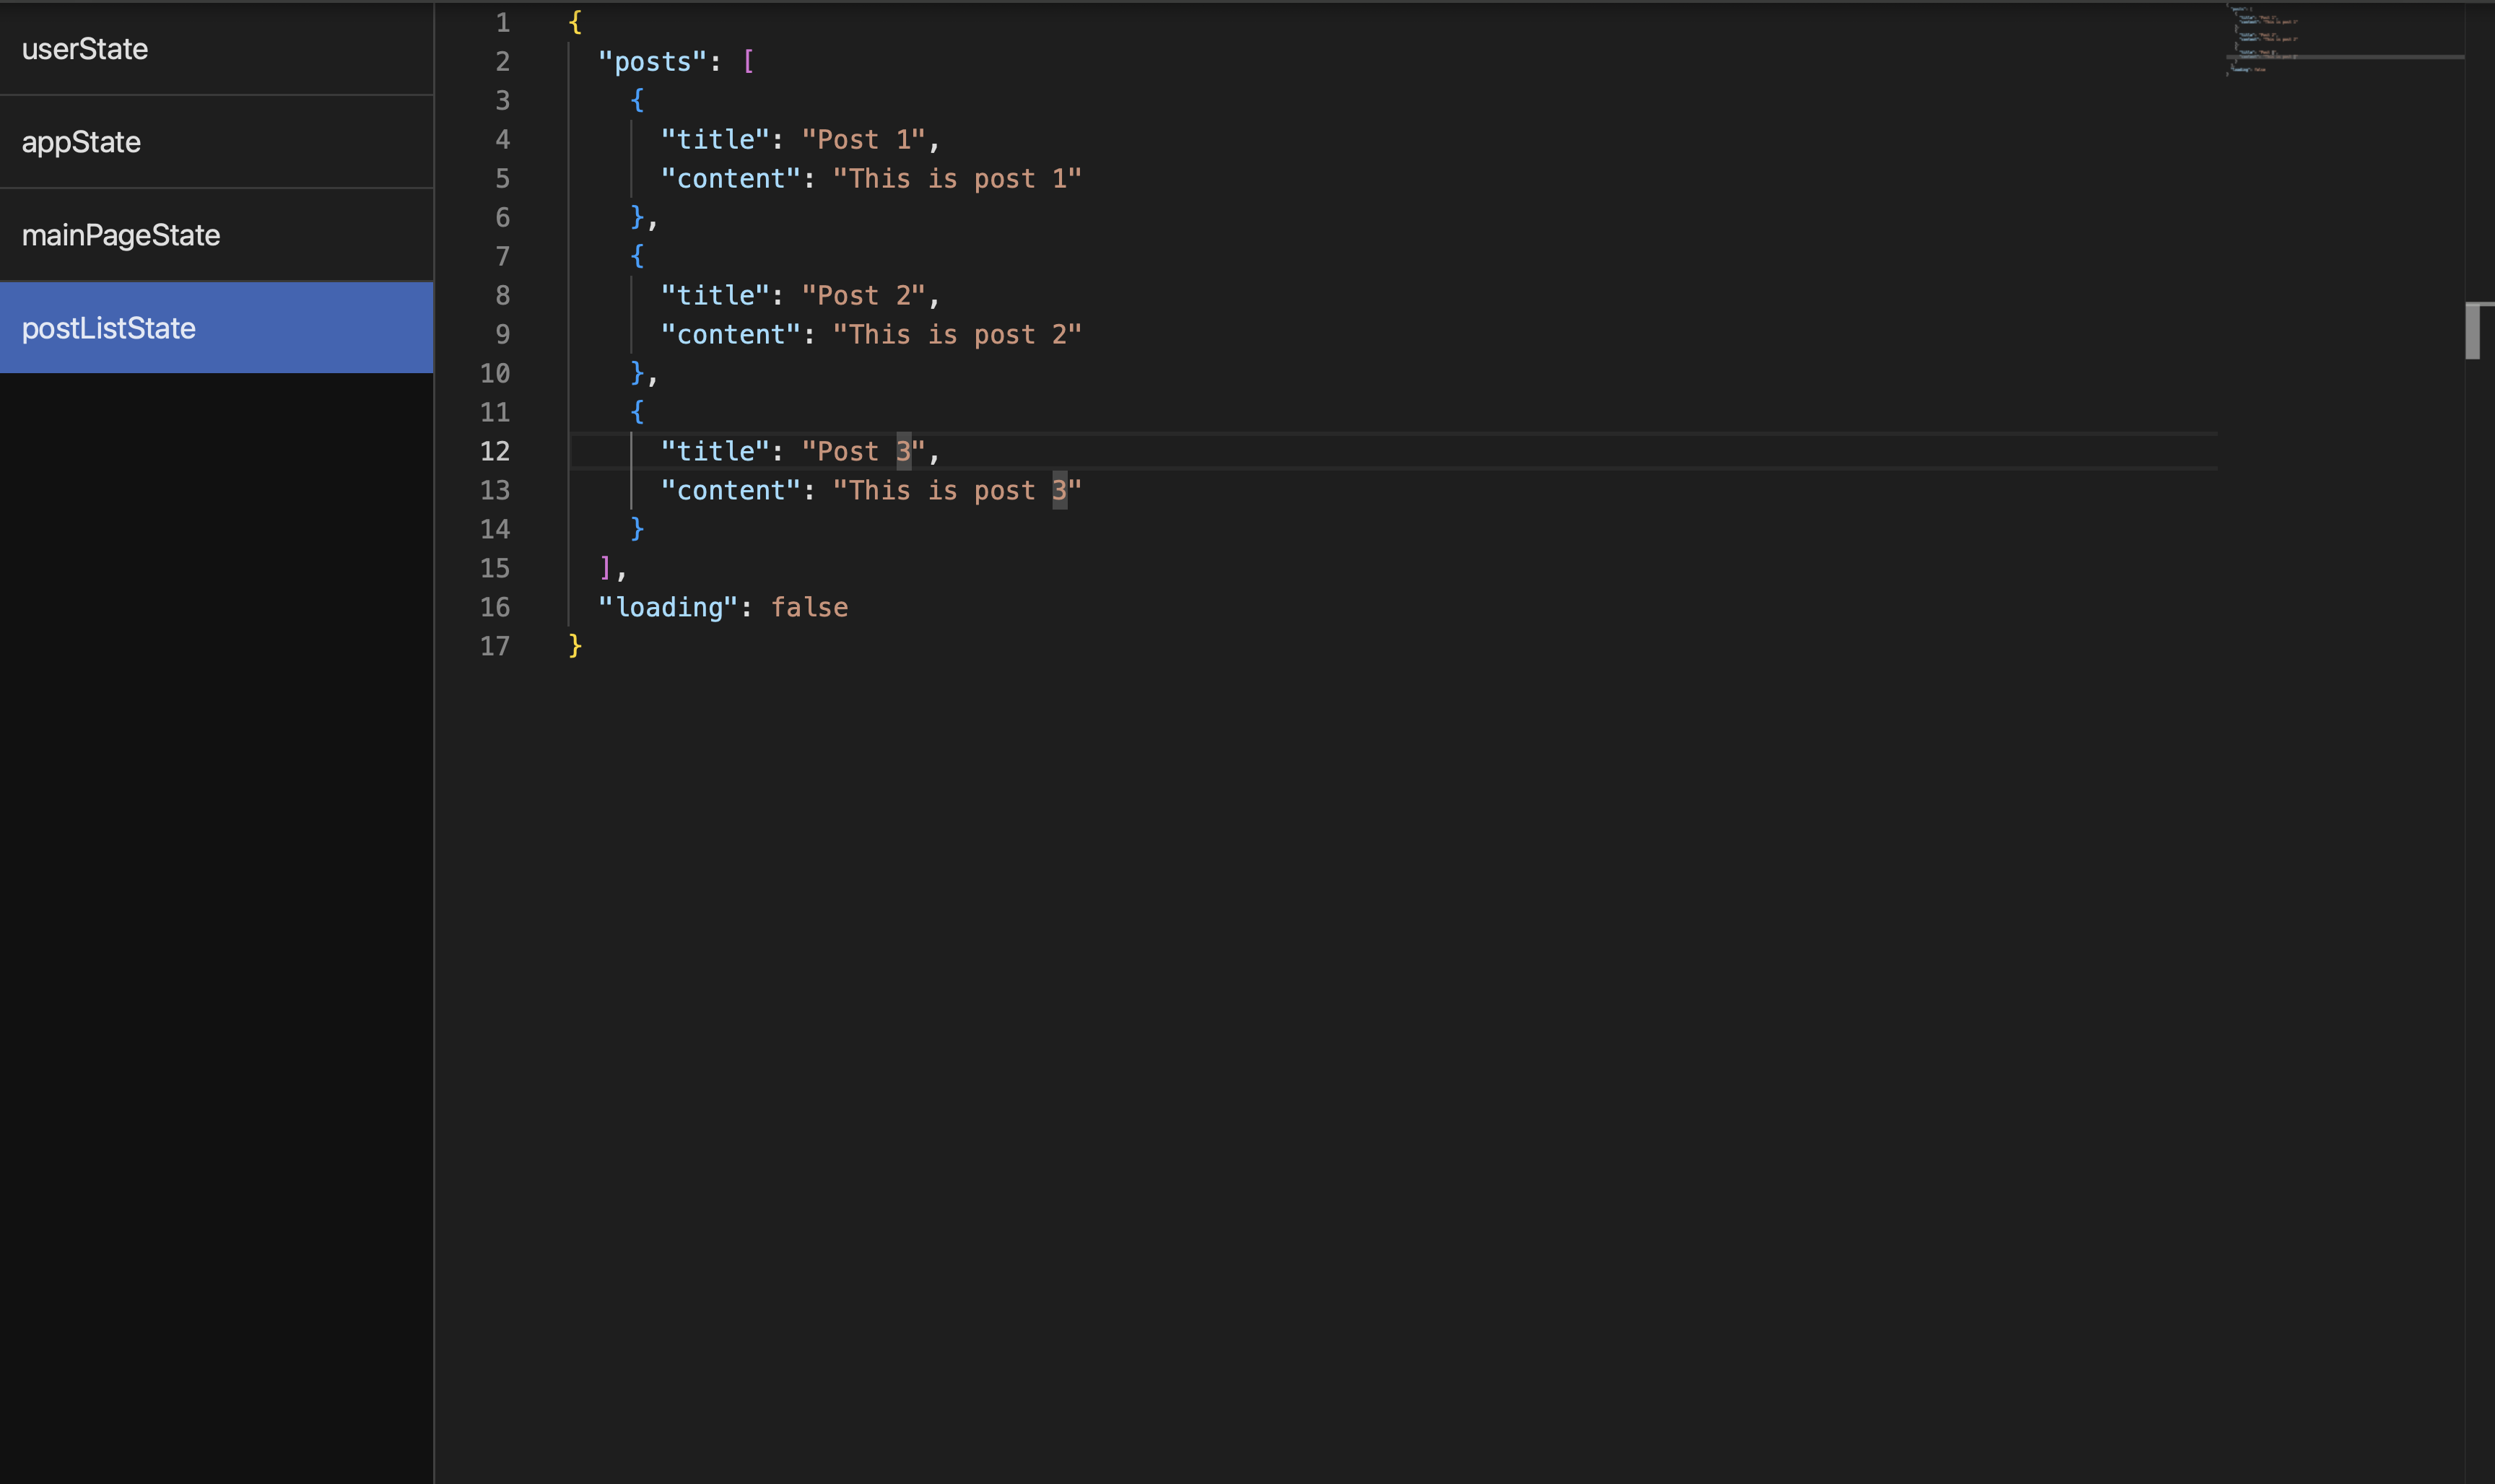 userState
appState
mainPageState
postListState
1 {
2   "posts": [
3     {
4       "title": "Post 1",
5       "content": "This is post 1"
6     },
7     {
8       "title": "Post 2",
9       "content": "This is post 2"
10     },
11     {
12       "title": "Post 3",
13       "content": "This is post 3"
14     }
15   ],
16   "loading": false
17 }